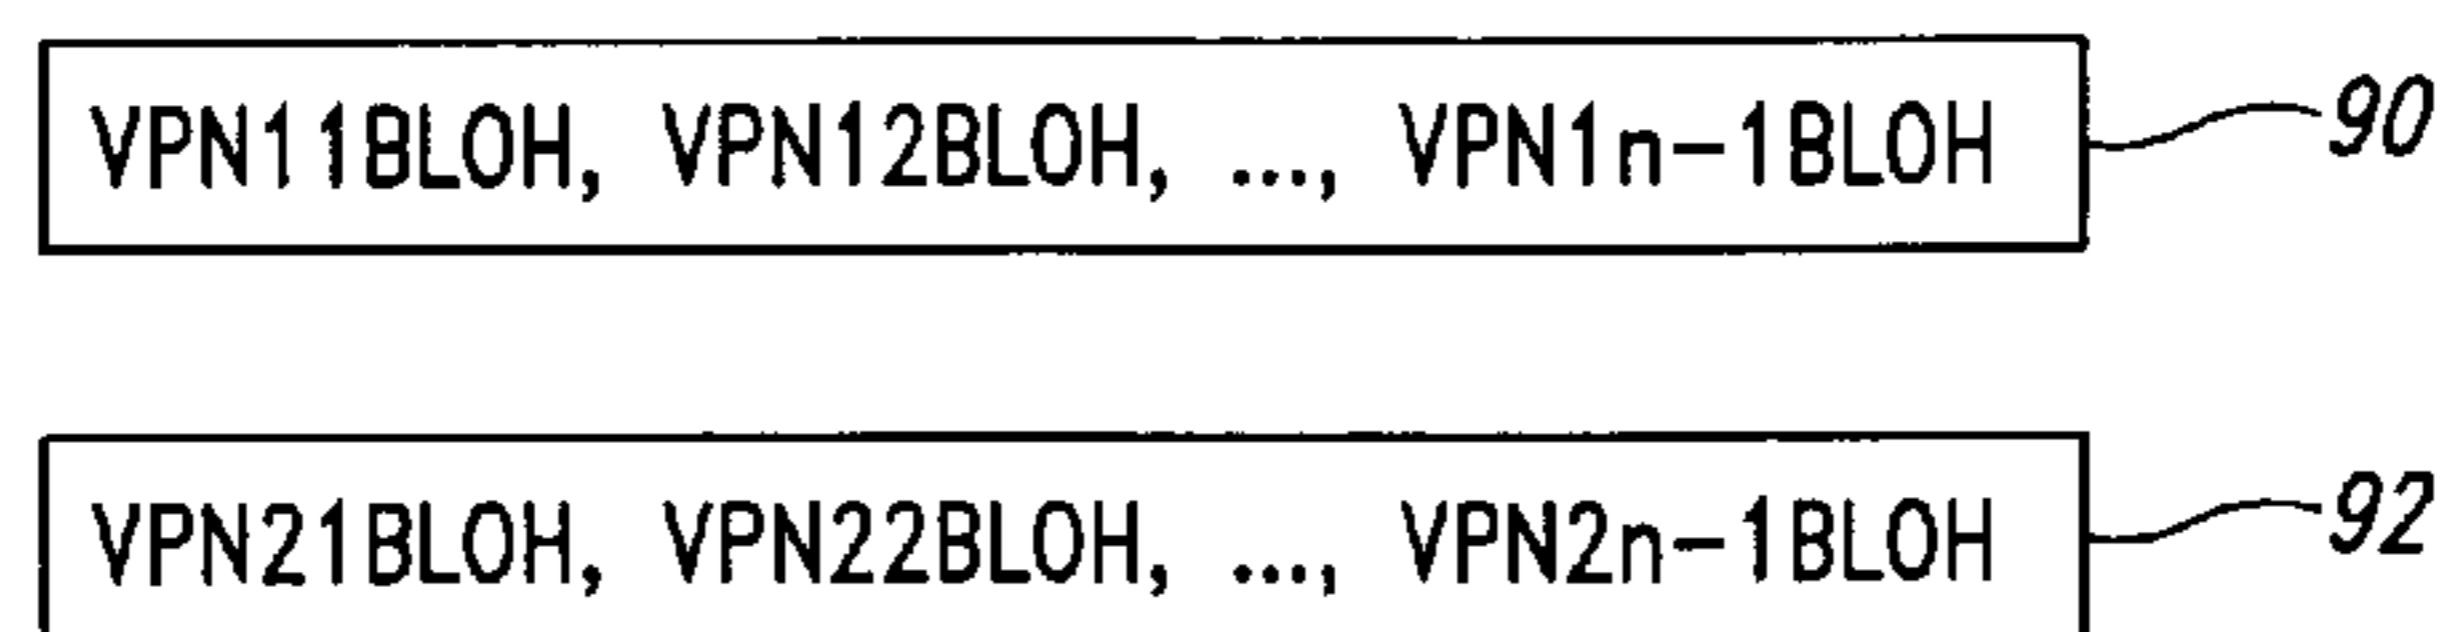 VPN11BLOH, VPN12BLOH, ..., VPN1n-1BLOH 90
VPN21BLOH, VPN22BLOH, ..., VPN2n-1BLOH 92